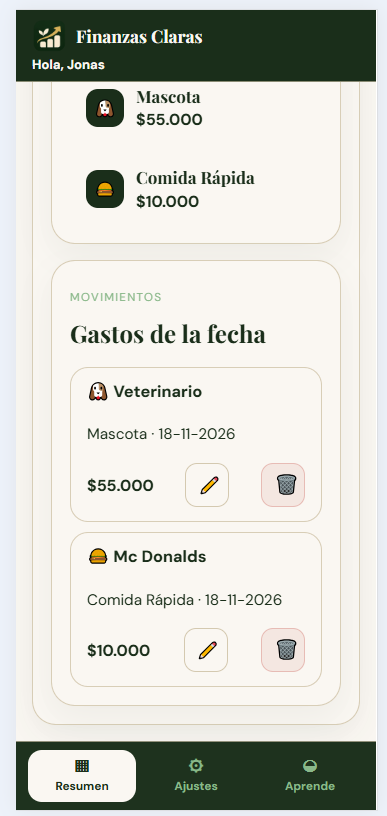 Finanzas Claras
Hola, Jonas
Mascota
$55.000
Comida Rápida
$10.000
MOVIMIENTOS
Gastos de la fecha
Veterinario
Mascota · 18-11-2026
$55.000
Mc Donalds
Comida Rápida · 18-11-2026
$10.000
Resumen
Ajustes
Aprende